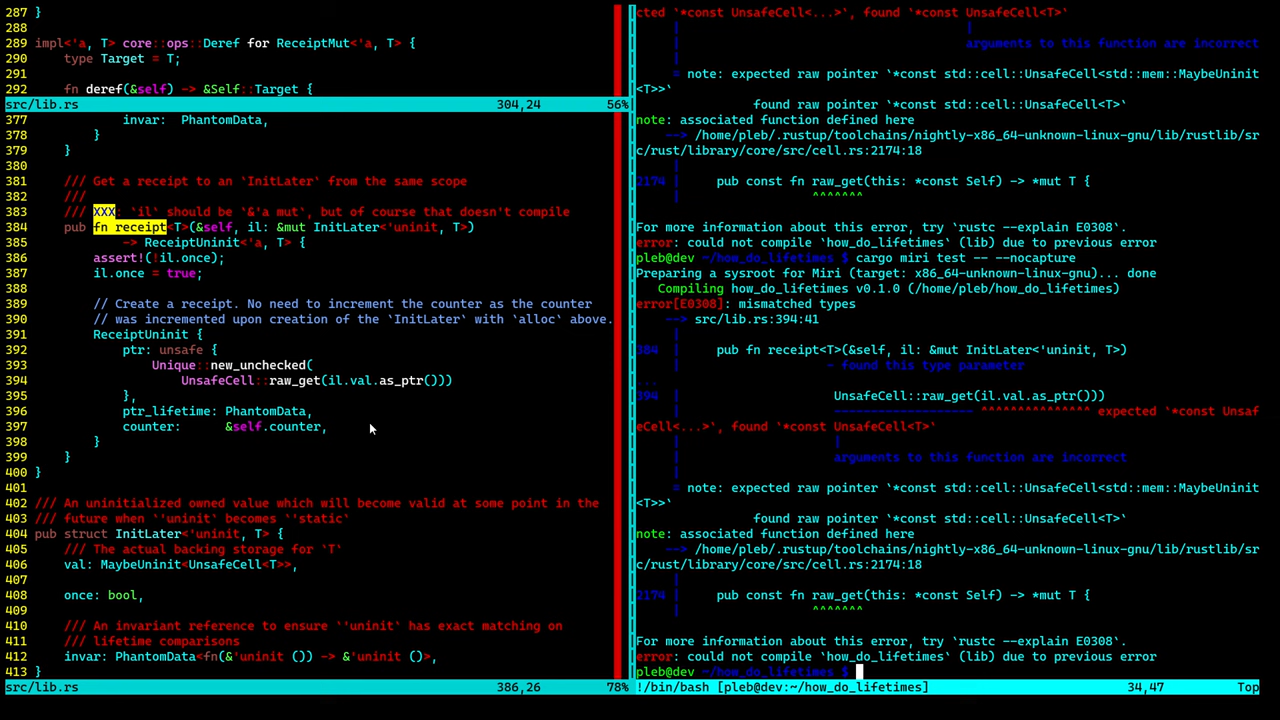 287 }
288
289 impl<'a, T> core::ops::Deref for ReceiptMut<'a, T> {
290     type Target = T;
291
292     fn deref(&self) -> &Self::Target {
src/lib.rs 304,24 56%
377             invar:  PhantomData,
378         }
379     }
380
381     /// Get a receipt to an `InitLater` from the same scope
382     ///
383     /// XXX: `il` should be `&'a mut`, but of course that doesn't compile
384     pub fn receipt<T>(&self, il: &mut InitLater<'uninit, T>)
385             -> ReceiptUninit<'a, T> {
386         assert!(!il.once);
387         il.once = true;
388
389         // Create a receipt. No need to increment the counter as the counter
390         // was incremented upon creation of the `InitLater` with `alloc` above.
391         ReceiptUninit {
392             ptr: unsafe {
393                 Unique::new_unchecked(
394                     UnsafeCell::raw_get(il.val.as_ptr()))
395             },
396             ptr_lifetime: PhantomData,
397             counter:      &self.counter,
398         }
399     }
400 }
401
402 /// An uninitialized owned value which will become valid at some point in the
403 /// future when `'uninit` becomes `'static`
404 pub struct InitLater<'uninit, T> {
405     /// The actual backing storage for `T`
406     val: MaybeUninit<UnsafeCell<T>>,
407
408     once: bool,
409
410     /// An invariant reference to ensure `'uninit` has exact matching on
411     /// lifetime comparisons
412     invar: PhantomData<fn(&'uninit ()) -> &'uninit ()>,
413 }
src/lib.rs 386,26 78%
cted `*const UnsafeCell<...>`, found `*const UnsafeCell<T>`
|                                       |
|                                       arguments to this function are incorrect
|
= note: expected raw pointer `*const std::cell::UnsafeCell<std::mem::MaybeUninit
<T>>`
found raw pointer `*const std::cell::UnsafeCell<T>`
note: associated function defined here
--> /home/pleb/.rustup/toolchains/nightly-x86_64-unknown-linux-gnu/lib/rustlib/sr
c/rust/library/core/src/cell.rs:2174:18
|
2174 |     pub const fn raw_get(this: *const Self) -> *mut T {
|                  ^^^^^^^
For more information about this error, try `rustc --explain E0308`.
error: could not compile `how_do_lifetimes` (lib) due to previous error
pleb@dev ~/how_do_lifetimes $ cargo miri test -- --nocapture
Preparing a sysroot for Miri (target: x86_64-unknown-linux-gnu)... done
Compiling how_do_lifetimes v0.1.0 (/home/pleb/how_do_lifetimes)
error[E0308]: mismatched types
--> src/lib.rs:394:41
|
384 |     pub fn receipt<T>(&self, il: &mut InitLater<'uninit, T>)
|                    - found this type parameter
...
394 |                     UnsafeCell::raw_get(il.val.as_ptr()))
|                     ------------------- ^^^^^^^^^^^^^^^ expected `*const Unsaf
eCell<...>`, found `*const UnsafeCell<T>`
|                     |
|                     arguments to this function are incorrect
|
= note: expected raw pointer `*const std::cell::UnsafeCell<std::mem::MaybeUninit
<T>>`
found raw pointer `*const std::cell::UnsafeCell<T>`
note: associated function defined here
--> /home/pleb/.rustup/toolchains/nightly-x86_64-unknown-linux-gnu/lib/rustlib/sr
c/rust/library/core/src/cell.rs:2174:18
|
2174 |     pub const fn raw_get(this: *const Self) -> *mut T {
|                  ^^^^^^^
For more information about this error, try `rustc --explain E0308`.
error: could not compile `how_do_lifetimes` (lib) due to previous error
pleb@dev ~/how_do_lifetimes $
!/bin/bash [pleb@dev:~/how_do_lifetimes] 34,47 Top